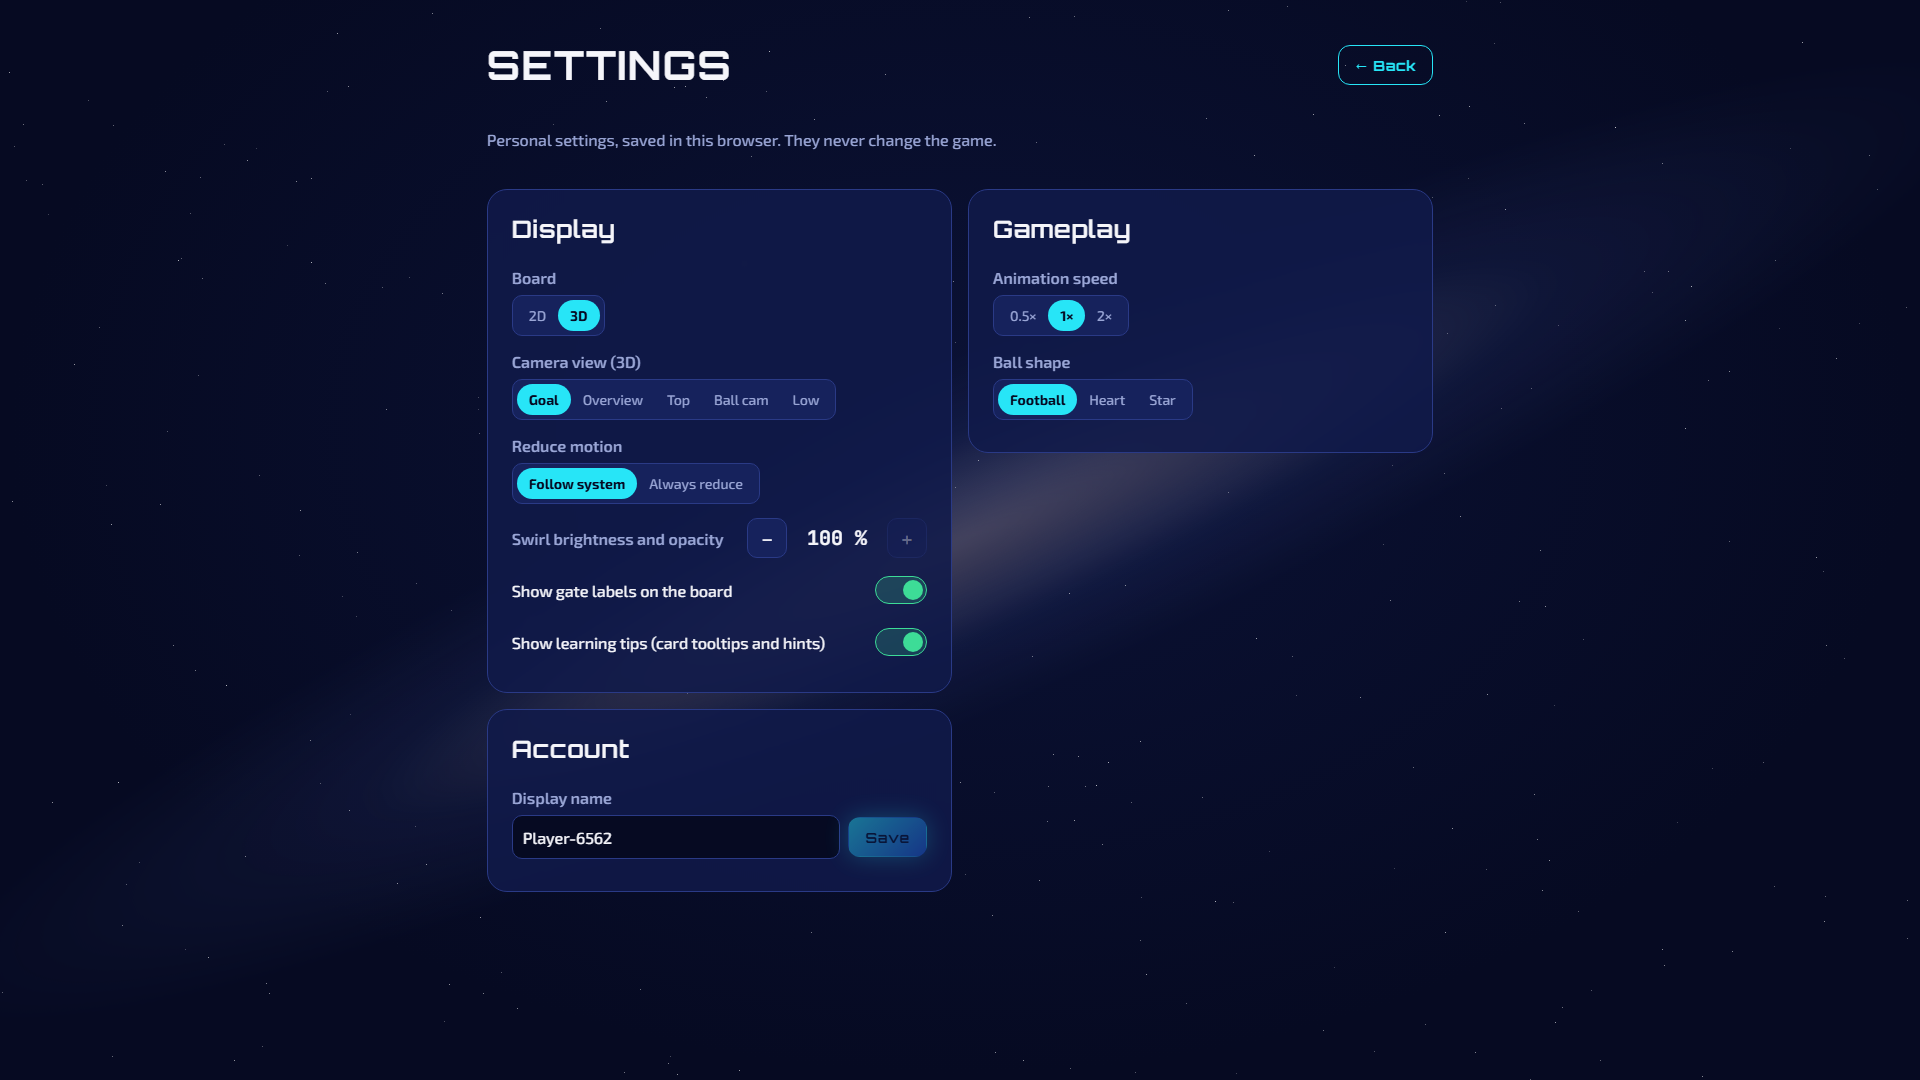 SETTINGS
← Back
Personal settings, saved in this browser. They never change the game.
Display
Board
2D 3D
Camera view (3D)
Goal Overview Top Ball cam Low
Reduce motion
Follow system Always reduce
Swirl brightness and opacity − 100 % +
Show gate labels on the board
Show learning tips (card tooltips and hints)
Gameplay
Animation speed
0.5× 1× 2×
Ball shape
Football Heart Star
Account
Display name
Player-6562 Save